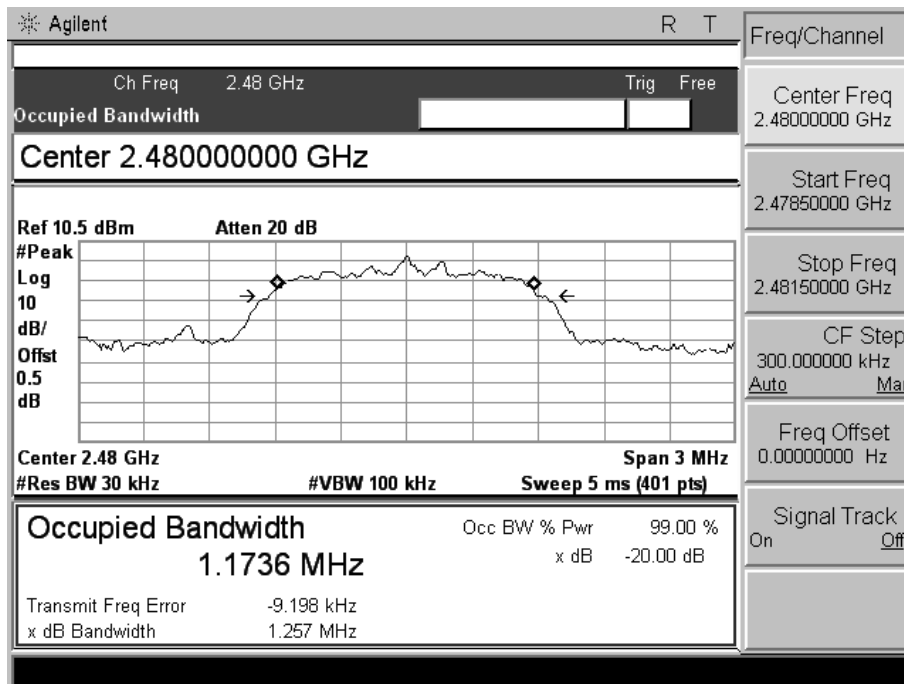 Agilent R T
Ch Freq 2.48 GHz Trig Free
Occupied Bandwidth
Center 2.480000000 GHz
Ref 10.5 dBm Atten 20 dB
#Peak
Log
10
dB/
Offst
0.5
dB
Center 2.48 GHz Span 3 MHz
#Res BW 30 kHz #VBW 100 kHz Sweep 5 ms (401 pts)
Occupied Bandwidth Occ BW % Pwr 99.00 %
1.1736 MHz x dB -20.00 dB
Transmit Freq Error -9.198 kHz
x dB Bandwidth 1.257 MHz
Freq/Channel
Center Freq
2.48000000 GHz
Start Freq
2.47850000 GHz
Stop Freq
2.48150000 GHz
CF Step
300.000000 kHz
Auto Ma
Freq Offset
0.00000000 Hz
Signal Track
On Off